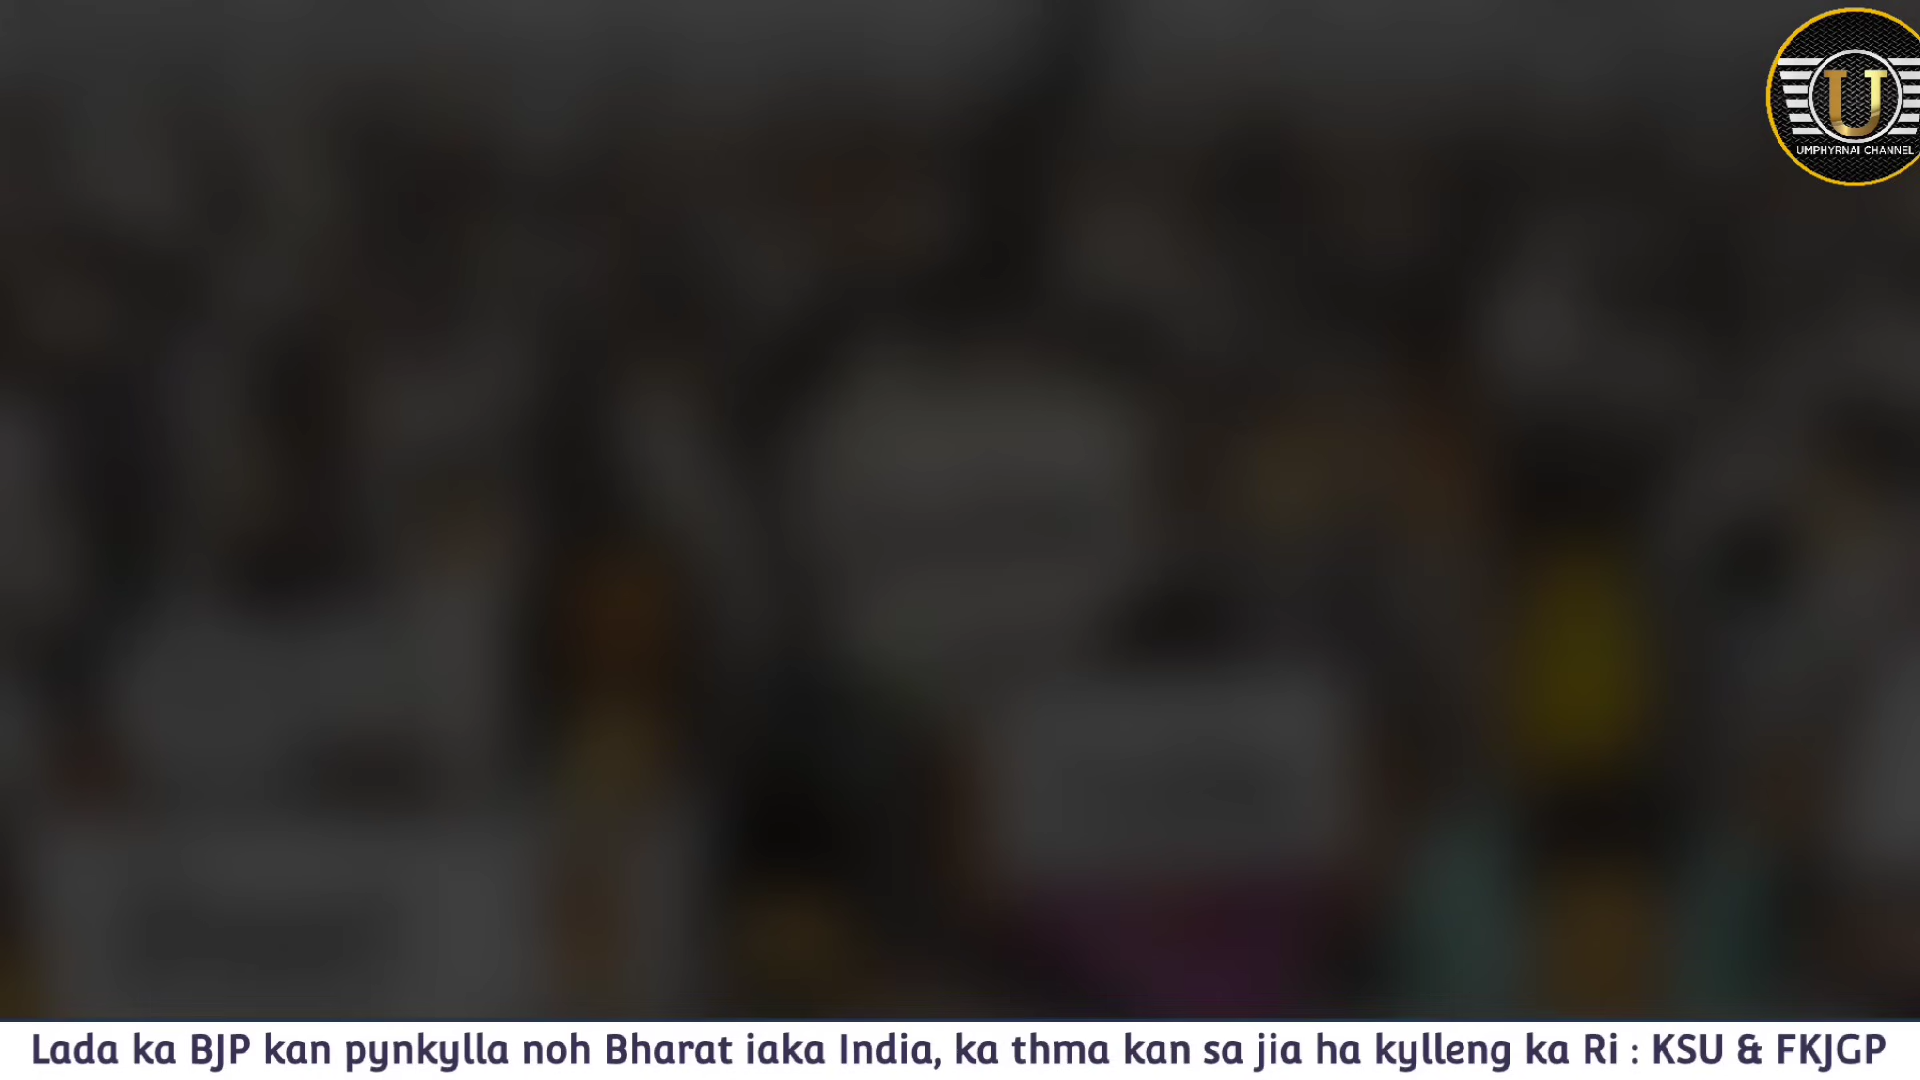 U
UMPHYRNAI CHANNEL
Lada ka BJP kan pynkylla noh Bharat iaka India, ka thma kan sa jia ha kylleng ka Ri : KSU & FKJGP